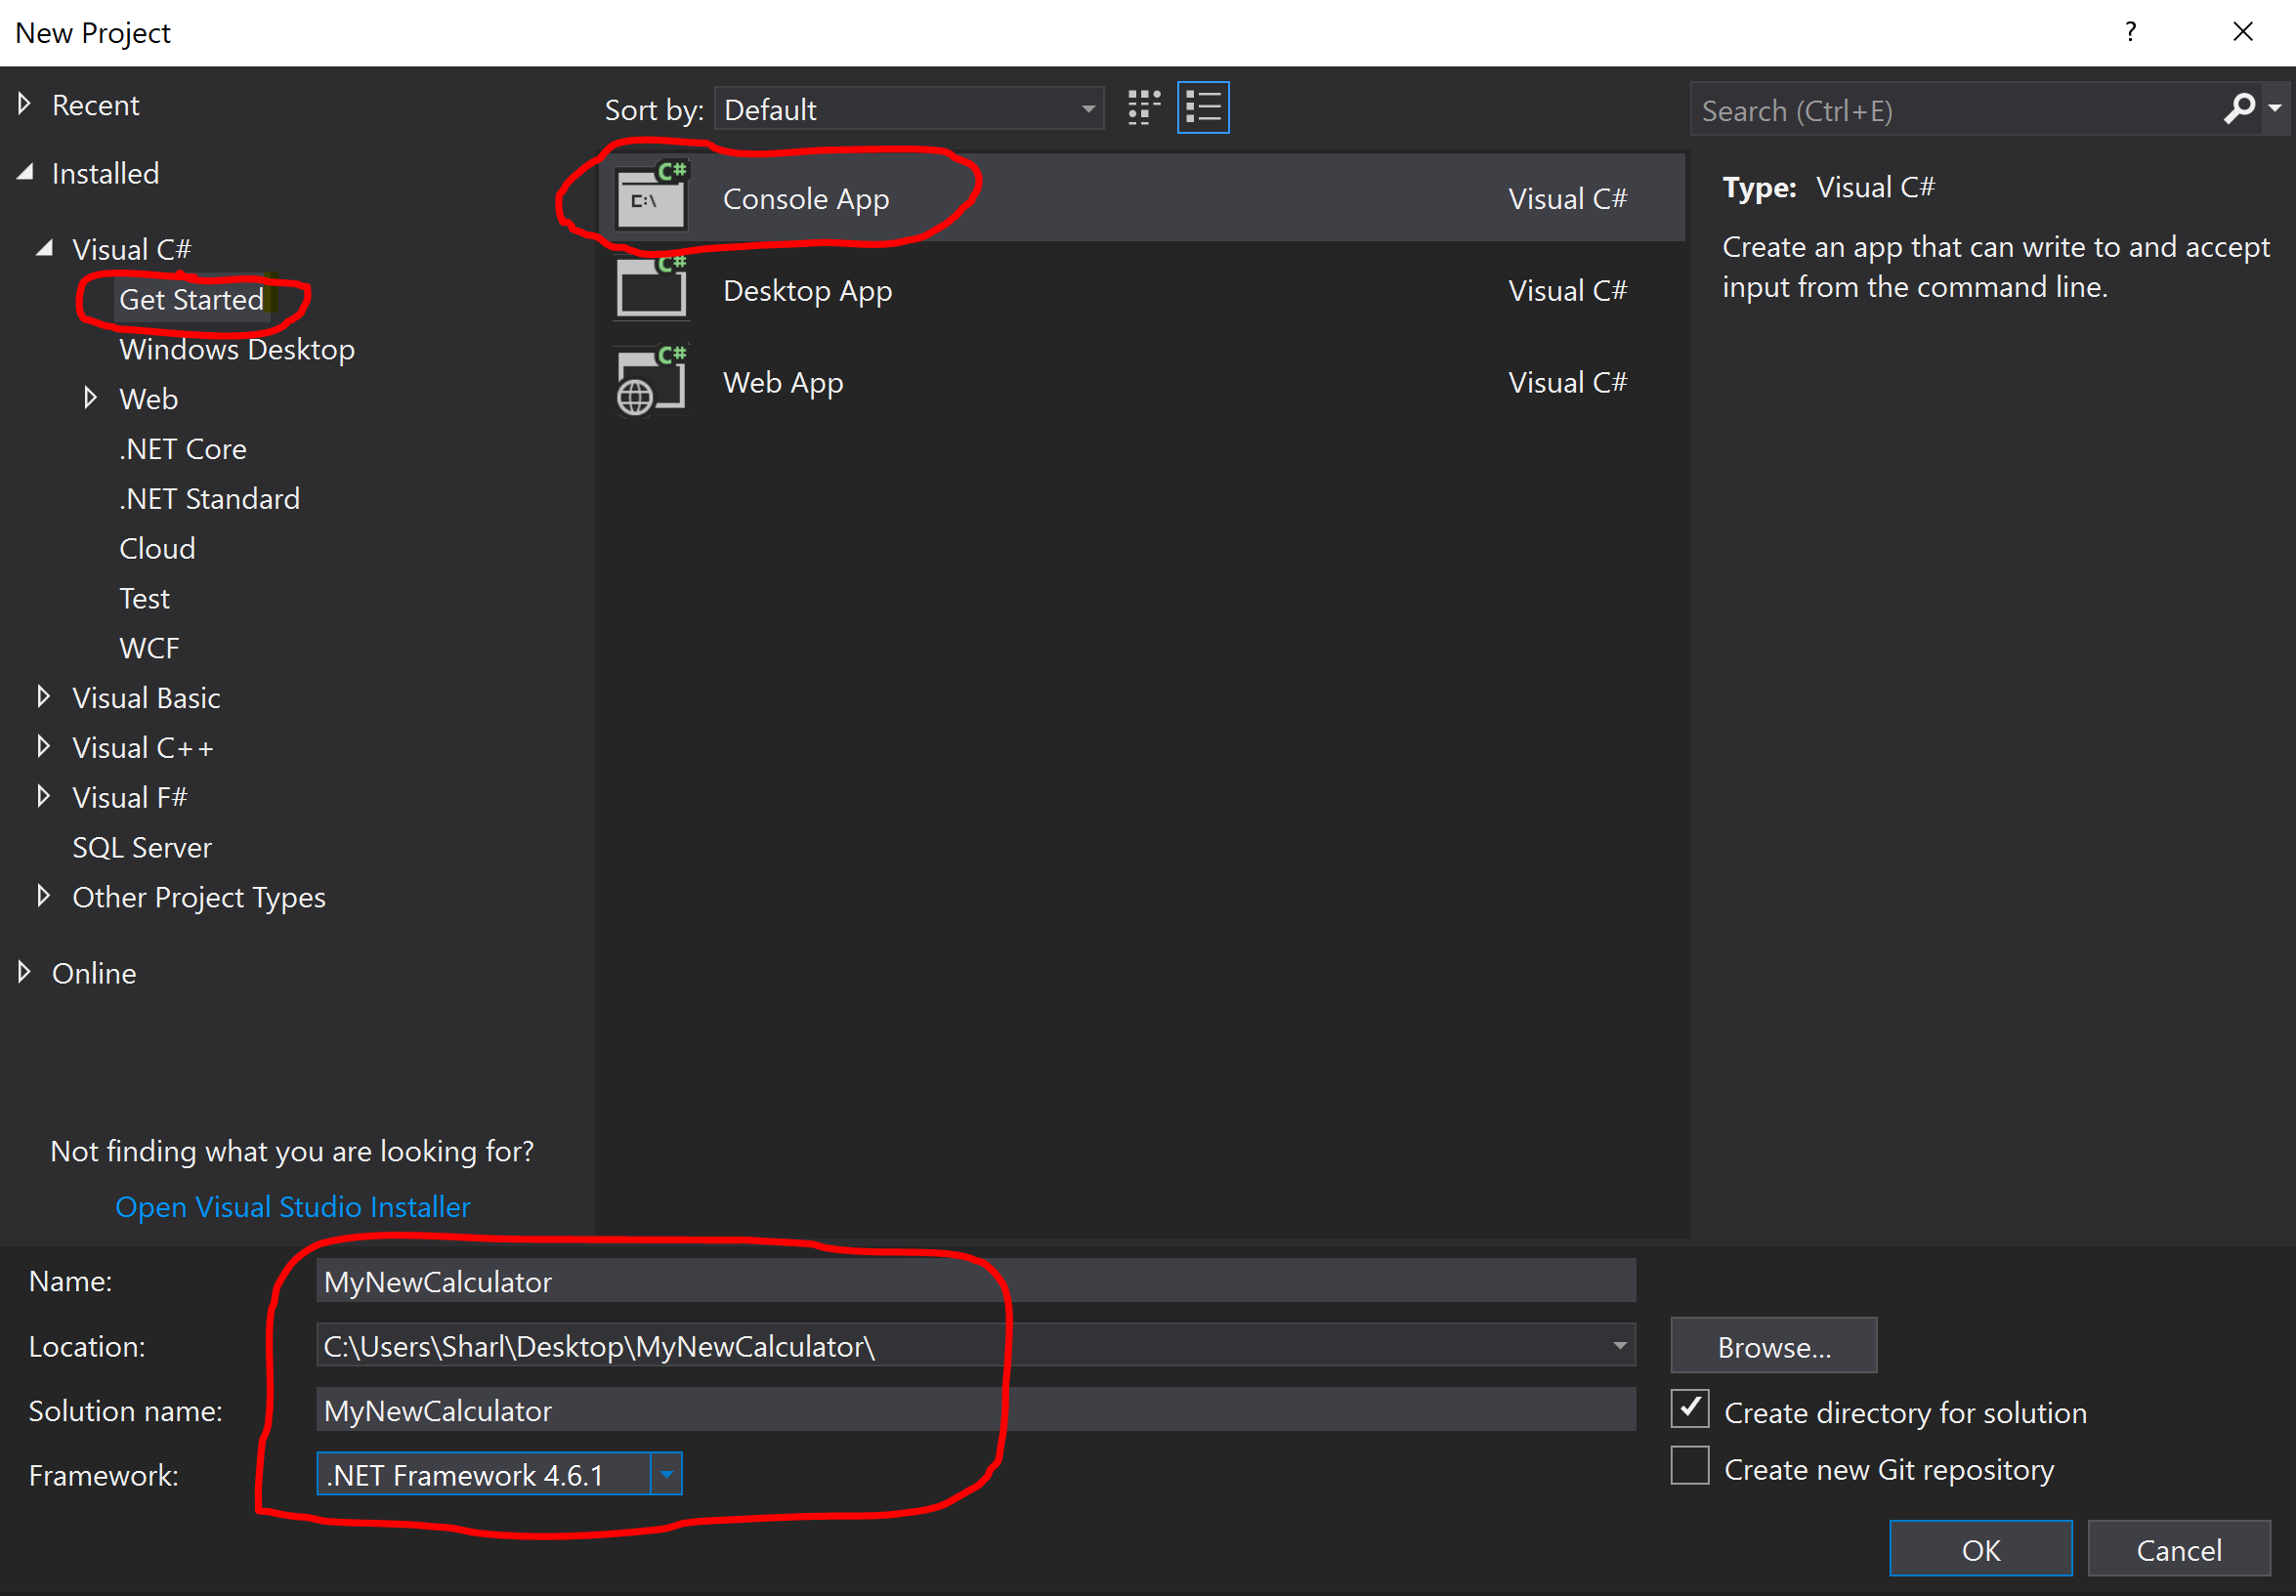 New Project
?
Recent
Installed
Visual C#
Get Started
Windows Desktop
Web
.NET Core
.NET Standard
Cloud
Test
WCF
Visual Basic
Visual C++
Visual F#
SQL Server
Other Project Types
Online
Not finding what you are looking for?
Open Visual Studio Installer
Sort by: Default
C#
C:\
Console App Visual C#
C#
Desktop App Visual C#
C#
Web App Visual C#
Search (Ctrl+E)
Type: Visual C#
Create an app that can write to and accept
input from the command line.
Name: MyNewCalculator
Location: C:\Users\Sharl\Desktop\MyNewCalculator\
Browse...
Solution name: MyNewCalculator
Create directory for solution
Framework: .NET Framework 4.6.1
Create new Git repository
OK Cancel